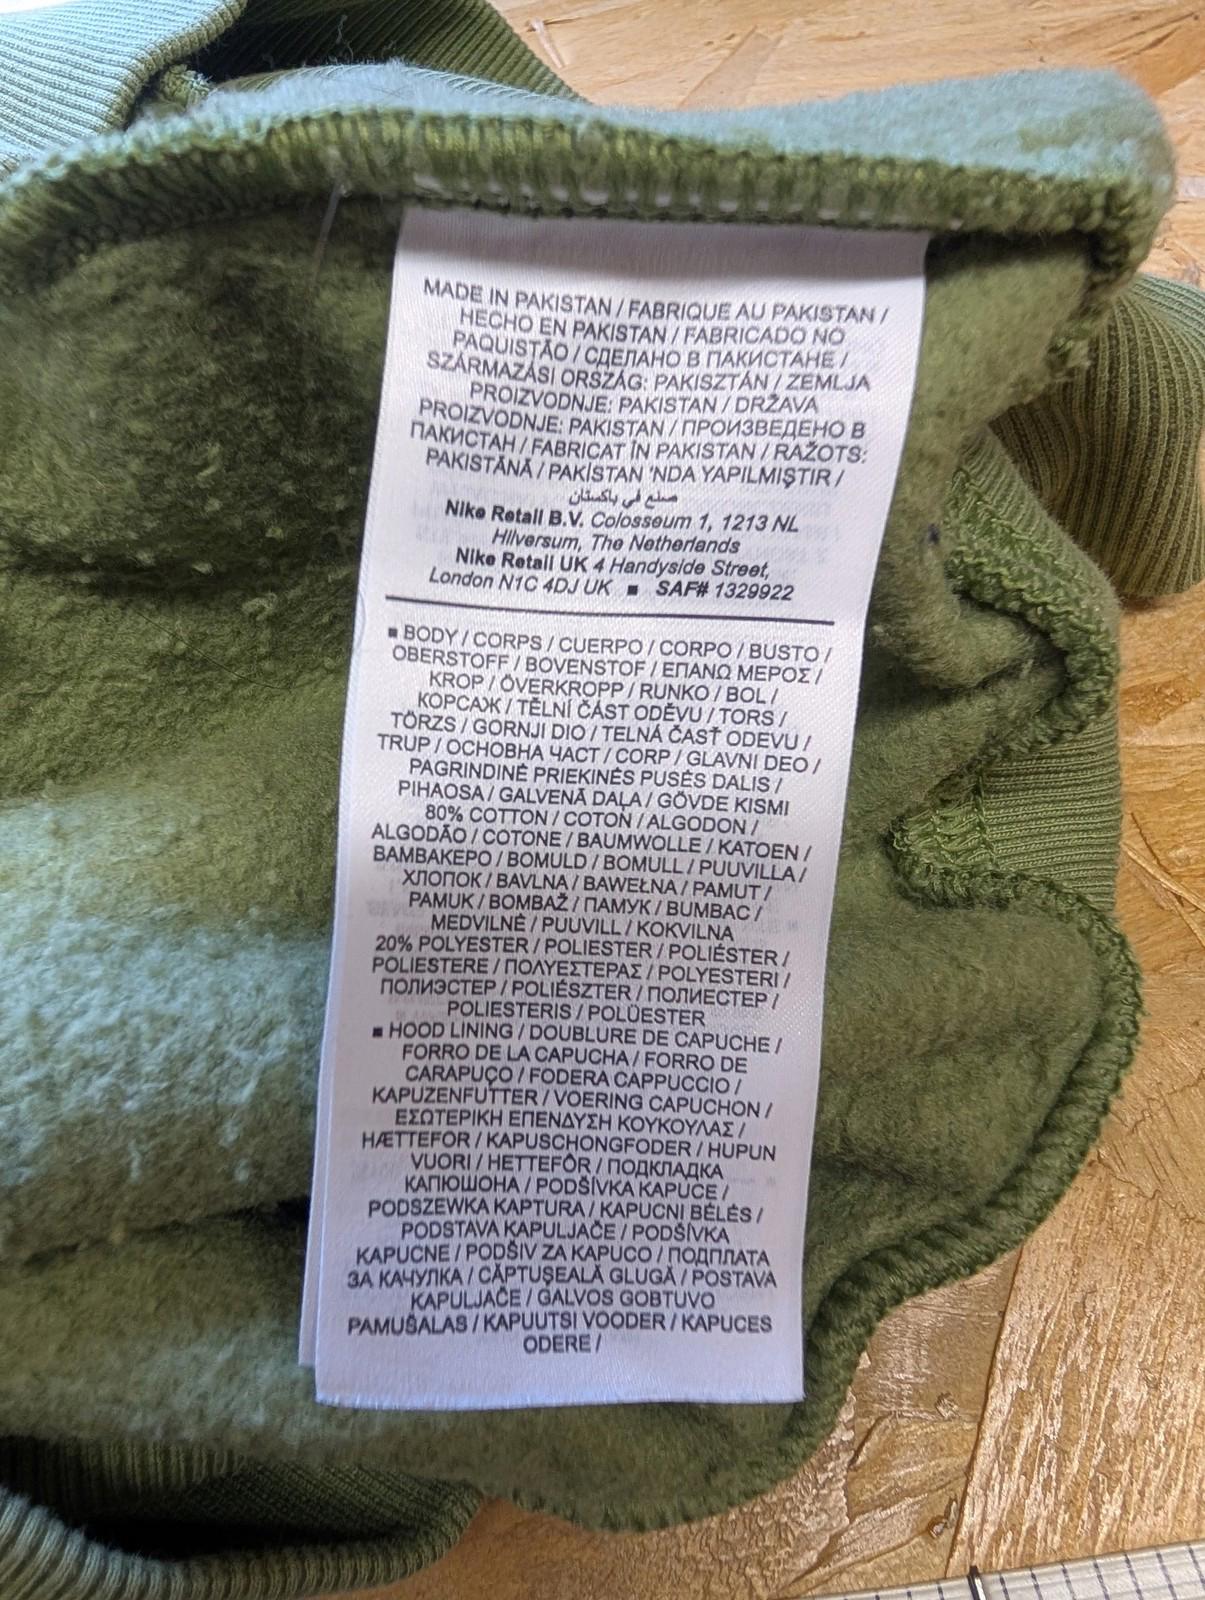 MADE IN PAKISTAN / FABRIQUE AU PAKISTAN /
HECHO EN PAKISTAN / FABRICADO NO
PAQUISTÃO / СДЕЛАНО В ПАКИСТАНЕ /
SZÁRMAZÁSI ORSZÁG: PAKISZTÁN / ZEMLJA
PROIZVODNJE: PAKISTAN / DRŽAVA
PROIZVODNJE: PAKISTAN / ПРОИЗВЕДЕНО В
ПАКИСТАН / FABRICAT ÎN PAKISTAN / RAŽOTS:
PAKISTĀNĀ / PAKİSTAN 'NDA YAPILMIŞTIR /
صنع في باكستان
Nike Retail B.V. Colosseum 1, 1213 NL
Hilversum, The Netherlands
Nike Retail UK 4 Handyside Street,
London N1C 4DJ UK ■ SAF# 1329922
■ BODY / CORPS / CUERPO / CORPO / BUSTO /
OBERSTOFF / BOVENSTOF / ΕΠΑΝΩ ΜΕΡΟΣ /
KROP / ÖVERKROPP / RUNKO / BOL /
КОРСАЖ / TĚLNÍ ČÁST ODĚVU / TORS /
TÖRZS / GORNJI DIO / TELNÁ ČASŤ ODEVU /
TRUP / ОСНОВНА ЧАСТ / CORP / GLAVNI DEO /
PAGRINDINĖ PRIEKINĖS PUSĖS DALIS /
PIHAOSA / GALVENĀ DAĻA / GÖVDE KISMI
80% COTTON / COTON / ALGODON /
ALGODÃO / COTONE / BAUMWOLLE / KATOEN /
ΒΑΜΒΑΚΕΡΟ / BOMULD / BOMULL / PUUVILLA /
ХЛОПОК / BAVLNA / BAWEŁNA / PAMUT /
PAMUK / BOMBAŽ / ПАМУК / BUMBAC /
MEDVILNĖ / PUUVILL / KOKVILNA
20% POLYESTER / POLIESTER / POLIÉSTER /
POLIESTERE / ΠΟΛΥΕΣΤΕΡΑΣ / POLYESTERI /
ПОЛИЭСТЕР / POLIÉSZTER / ПОЛИЕСТЕР /
POLIESTERIS / POLÜESTER
■ HOOD LINING / DOUBLURE DE CAPUCHE /
FORRO DE LA CAPUCHA / FORRO DE
CARAPUÇO / FODERA CAPPUCCIO /
KAPUZENFUTTER / VOERING CAPUCHON /
ΕΣΩΤΕΡΙΚΗ ΕΠΕΝΔΥΣΗ ΚΟΥΚΟΥΛΑΣ /
HÆTTEFOR / KAPUSCHONGFODER / HUPUN
VUORI / HETTEFÔR / ПОДКЛАДКА
КАПЮШОНА / PODŠÍVKA KAPUCE /
PODSZEWKA KAPTURA / KAPUCNI BÉLÉS /
PODSTAVA KAPULJAČE / PODŠÍVKA
KAPUCNE / PODŠIV ZA KAPUCO / ПОДПЛАТА
ЗА КАЧУЛКА / CĂPTUȘEALĂ GLUGĂ / POSTAVA
KAPULJAČE / GALVOS GOBTUVO
PAMUŠALAS / KAPUUTSI VOODER / KAPUCES
ODERE /